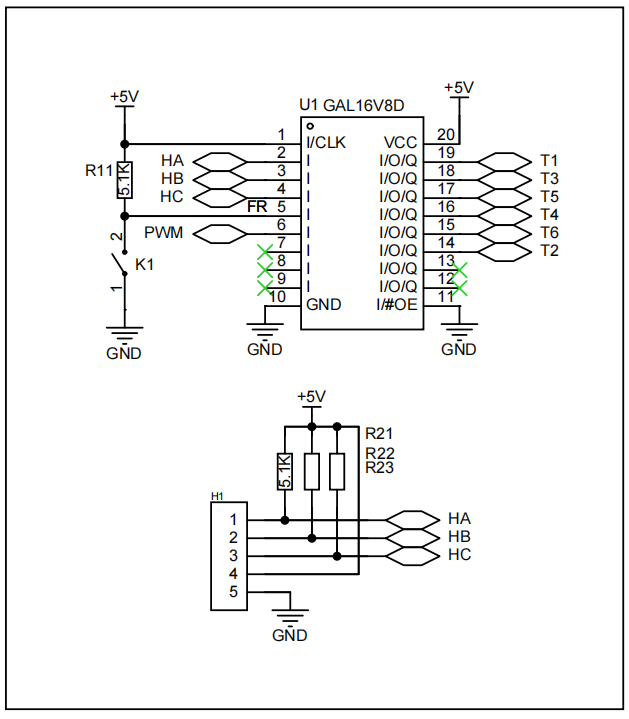 +5V
+5V
U1 GAL16V8D
1 I/CLK VCC 20
HA 2 I I/O/Q 19 T1
R11 5.1K HB 3 I I/O/Q 18 T3
HC 4 I I/O/Q 17 T5
FR 5 I I/O/Q 16 T4
PWM 6 I I/O/Q 15 T6
2 7 I I/O/Q 14 T2
K1 8 I I/O/Q 13
1 9 I I/O/Q 12
10 GND I/#OE 11
GND GND GND
+5V
R21
R22
5.1K R23
H1
1 HA
2 HB
3 HC
4
5
GND